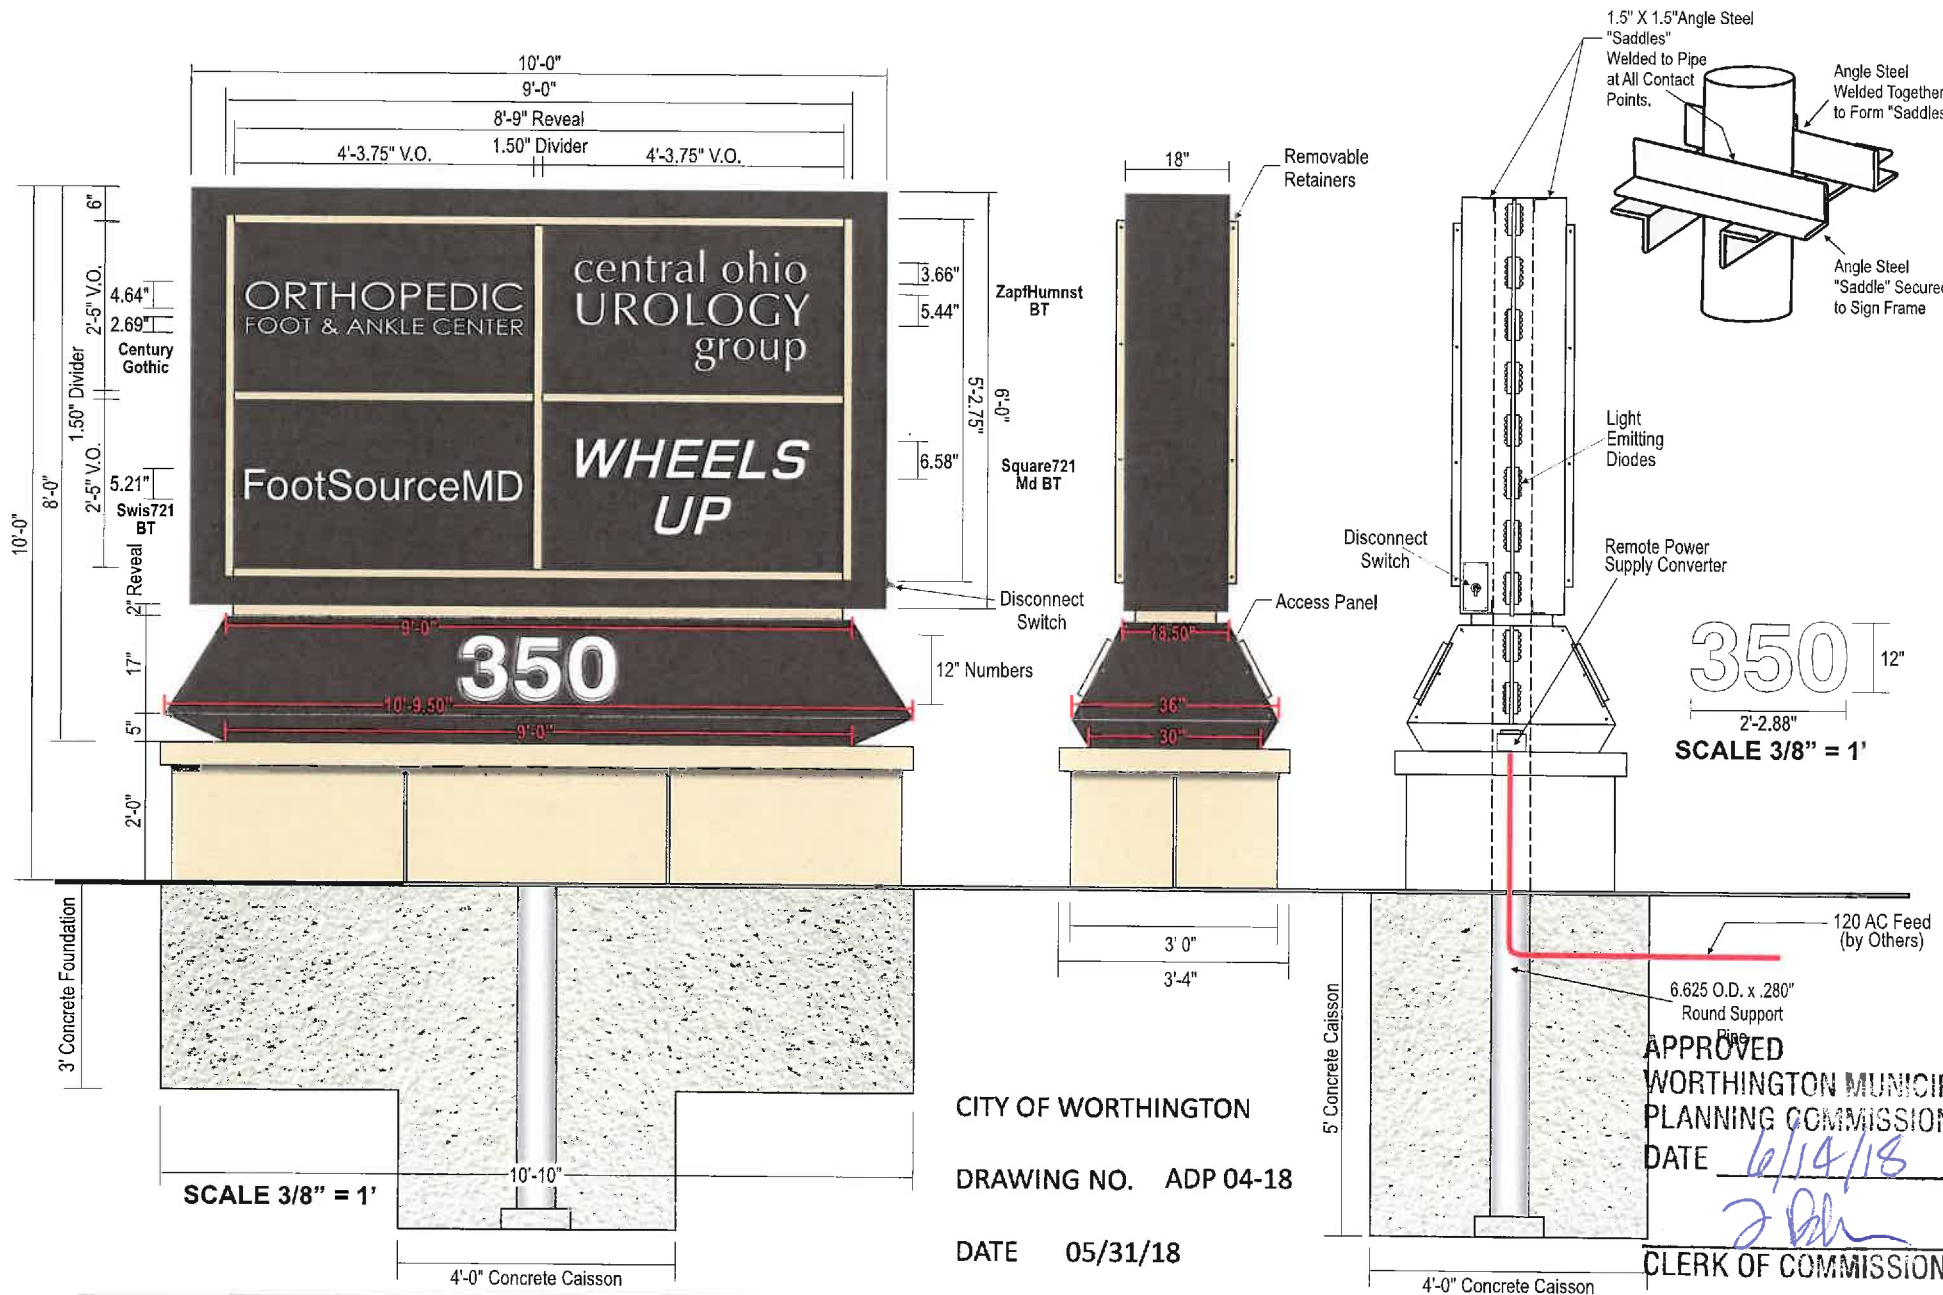 10'-0"
9'-0"
8'-9" Reveal
1.50" Divider
4'-3.75" V.O.
4'-3.75" V.O.
10'-0"
8'-0"
6"
2'-5" V.O.
1.50" Divider
2'-5" V.O.
4.64"
2.69"
Century
Gothic
5.21"
Swis721
BT
2" Reveal
17"
5"
2'-0"
ORTHOPEDIC
FOOT & ANKLE CENTER
central ohio
UROLOGY
group
FootSourceMD
WHEELS
UP
3.66"
5.44"
6.58"
5'-2.75"
6'-0"
ZapfHumnst
BT
Square721
Md BT
Disconnect
Switch
9'-0"
350
12" Numbers
10'-9.50"
9'-0"
3' Concrete Foundation
10'-10"
SCALE 3/8" = 1'
4'-0" Concrete Caisson
18"
Removable
Retainers
Access Panel
18.50"
36"
30"
3' 0"
3'-4"
CITY OF WORTHINGTON
DRAWING NO. ADP 04-18
DATE 05/31/18
1.5" X 1.5"Angle Steel
"Saddles"
Welded to Pipe
at All Contact
Points.
Angle Steel
Welded Together
to Form "Saddles
Angle Steel
"Saddle" Secure
to Sign Frame
Light
Emitting
Diodes
Disconnect
Switch
Remote Power
Supply Converter
350
12"
2'-2.88"
SCALE 3/8" = 1'
120 AC Feed
(by Others)
6.625 O.D. x .280"
Round Support
Pipe
5' Concrete Caisson
4'-0" Concrete Caisson
APPROVED
WORTHINGTON MUNICI
PLANNING COMMISSION
DATE 6/14/18
CLERK OF COMMISSION